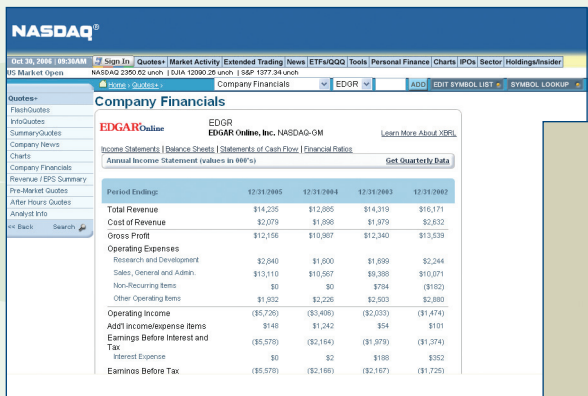 NASDAQ®
Oct 30, 2006 | 09:30AM Sign In Quotes+ Market Activity Extended Trading News ETFs/QQQ Tools Personal Finance Charts IPOs Sector Holdings/Insider
US Market Open NASDAQ 2350.62 unch | DJIA 12090.26 unch | S&P 1377.34 unch
Home > Quotes+ > Company Financials EDGR ADD EDIT SYMBOL LIST SYMBOL LOOKUP
Quotes+
FlashQuotes
InfoQuotes
SummaryQuotes
Company News
Charts
Company Financials
Revenue / EPS Summary
Pre-Market Quotes
After Hours Quotes
Analyst Info
<< Back Search
Company Financials
EDGAR Online
EDGR
EDGAR Online, Inc. NASDAQ-GM Learn More About XBRL
Income Statements | Balance Sheets | Statements of Cash Flow | Financial Ratios
Annual Income Statement (values in 000's) Get Quarterly Data
Period Ending: 12/31/2005 12/31/2004 12/31/2003 12/31/2002
Total Revenue $14,235 $12,885 $14,319 $16,171
Cost of Revenue $2,079 $1,898 $1,979 $2,632
Gross Profit $12,156 $10,987 $12,340 $13,539
Operating Expenses
Research and Development $2,840 $1,600 $1,699 $2,244
Sales, General and Admin. $13,110 $10,567 $9,388 $10,071
Non-Recurring Items $0 $0 $784 ($182)
Other Operating Items $1,932 $2,226 $2,503 $2,880
Operating Income ($5,726) ($3,406) ($2,033) ($1,474)
Add'l income/expense items $148 $1,242 $54 $101
Earnings Before Interest and
Tax ($5,578) ($2,164) ($1,979) ($1,374)
Interest Expense $0 $2 $188 $352
Earnings Before Tax ($5,578) ($2,166) ($2,167) ($1,725)